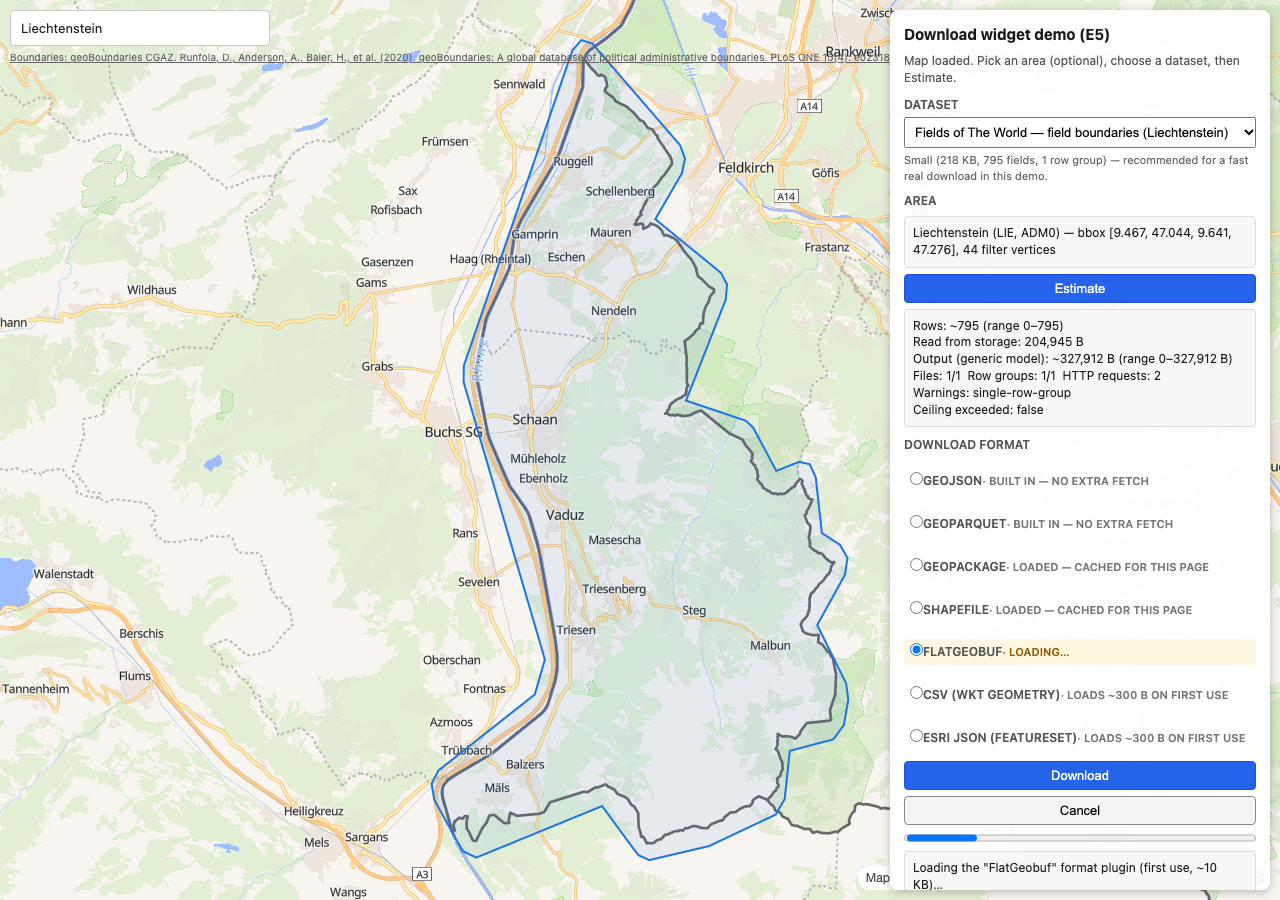 Liechtenstein
Boundaries: geoBoundaries CGAZ. Runfola, D., Anderson, A., Baier, H., et al. (2020). geoBoundaries: A global database of political administrative boundaries. PLoS ONE 15(4):
Rankweil
Sennwald
A14
Frümsen
Ruggell
Feldkirch
Göfis
Schellenberg
Sax
A14
Rofisbach
Gamprin
Mauren
Frastanz
Haag (Rheintal)
Eschen
Gasenzen
Gams
Wildhaus
Nendeln
Rhine
Grabs
Schaan
Buchs SG
Mühleholz
Ebenholz
Vaduz
Rans
Masescha
Walenstadt
Sevelen
Triesenberg
Steg
Berschis
Triesen
Malbun
Oberschan
Flums
Tannenheim
Fontnas
Azmoos
Trübbach
Balzers
Mäls
Heiligkreuz
Sargans
Mels
A3
Wangs
Map
Download widget demo (E5)
Map loaded. Pick an area (optional), choose a dataset, then
Estimate.
DATASET
Fields of The World — field boundaries (Liechtenstein)
Small (218 KB, 795 fields, 1 row group) — recommended for a fast
real download in this demo.
AREA
Liechtenstein (LIE, ADM0) — bbox [9.467, 47.044, 9.641,
47.276], 44 filter vertices
Estimate
Rows: ~795 (range 0–795)
Read from storage: 204,945 B
Output (generic model): ~327,912 B (range 0–327,912 B)
Files: 1/1 Row groups: 1/1 HTTP requests: 2
Warnings: single-row-group
Ceiling exceeded: false
DOWNLOAD FORMAT
GEOJSON· BUILT IN — NO EXTRA FETCH
GEOPARQUET· BUILT IN — NO EXTRA FETCH
GEOPACKAGE· LOADED — CACHED FOR THIS PAGE
SHAPEFILE· LOADED — CACHED FOR THIS PAGE
FLATGEOBUF· LOADING…
CSV (WKT GEOMETRY)· LOADS ~300 B ON FIRST USE
ESRI JSON (FEATURESET)· LOADS ~300 B ON FIRST USE
Download
Cancel
Loading the "FlatGeobuf" format plugin (first use, ~10
KB)…